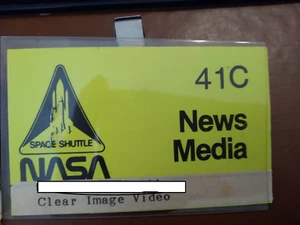 41C
News
Media
SPACE SHUTTLE
NASA
Clear Image Video